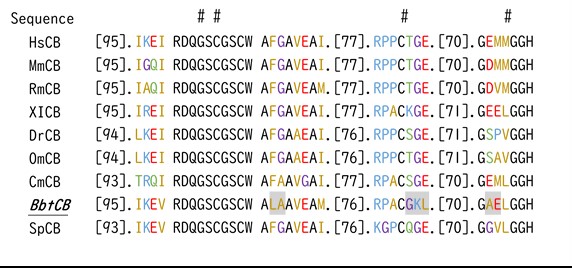 Sequence # # # #
HsCB [95].IKEI RDQGSCGSCW AFGAVEAI.[77].RPPCTGE.[70].GEMMGGH
MmCB [95].IGQI RDQGSCGSCW AFGAVEAI.[77].RPPCTGE.[70].GDMMGGH
RmCB [95].IAQI RDQGSCGSCW AFGAVEAM.[77].RPPCTGE.[70].GDVMGGH
XICB [95].IREI RDQGSCGSCW AFGAVEAI.[77].RPACKGE.[71].GEELGGH
DrCB [94].LKEI RDQGSCGSCW AFGAAEAI.[76].RPPCSGE.[71].GSPVGGH
OmCB [94].LKEI RDQGSCGSCW AFGAVEAI.[76].RPPCTGE.[71].GSAVGGH
CmCB [93].TRQI RDQGSCGSCW AFAAVGAI.[77].RPACSGE.[70].GEMLGGH
BbtCB [95].IKEV RDQGSCGSCW ALAAVEAM.[76].RPACGKL.[70].GAELGGH
SpCB [93].IKEV RDQGSCGSCW AFGAVEAI.[76].KGPCQGE.[70].GGVLGGH